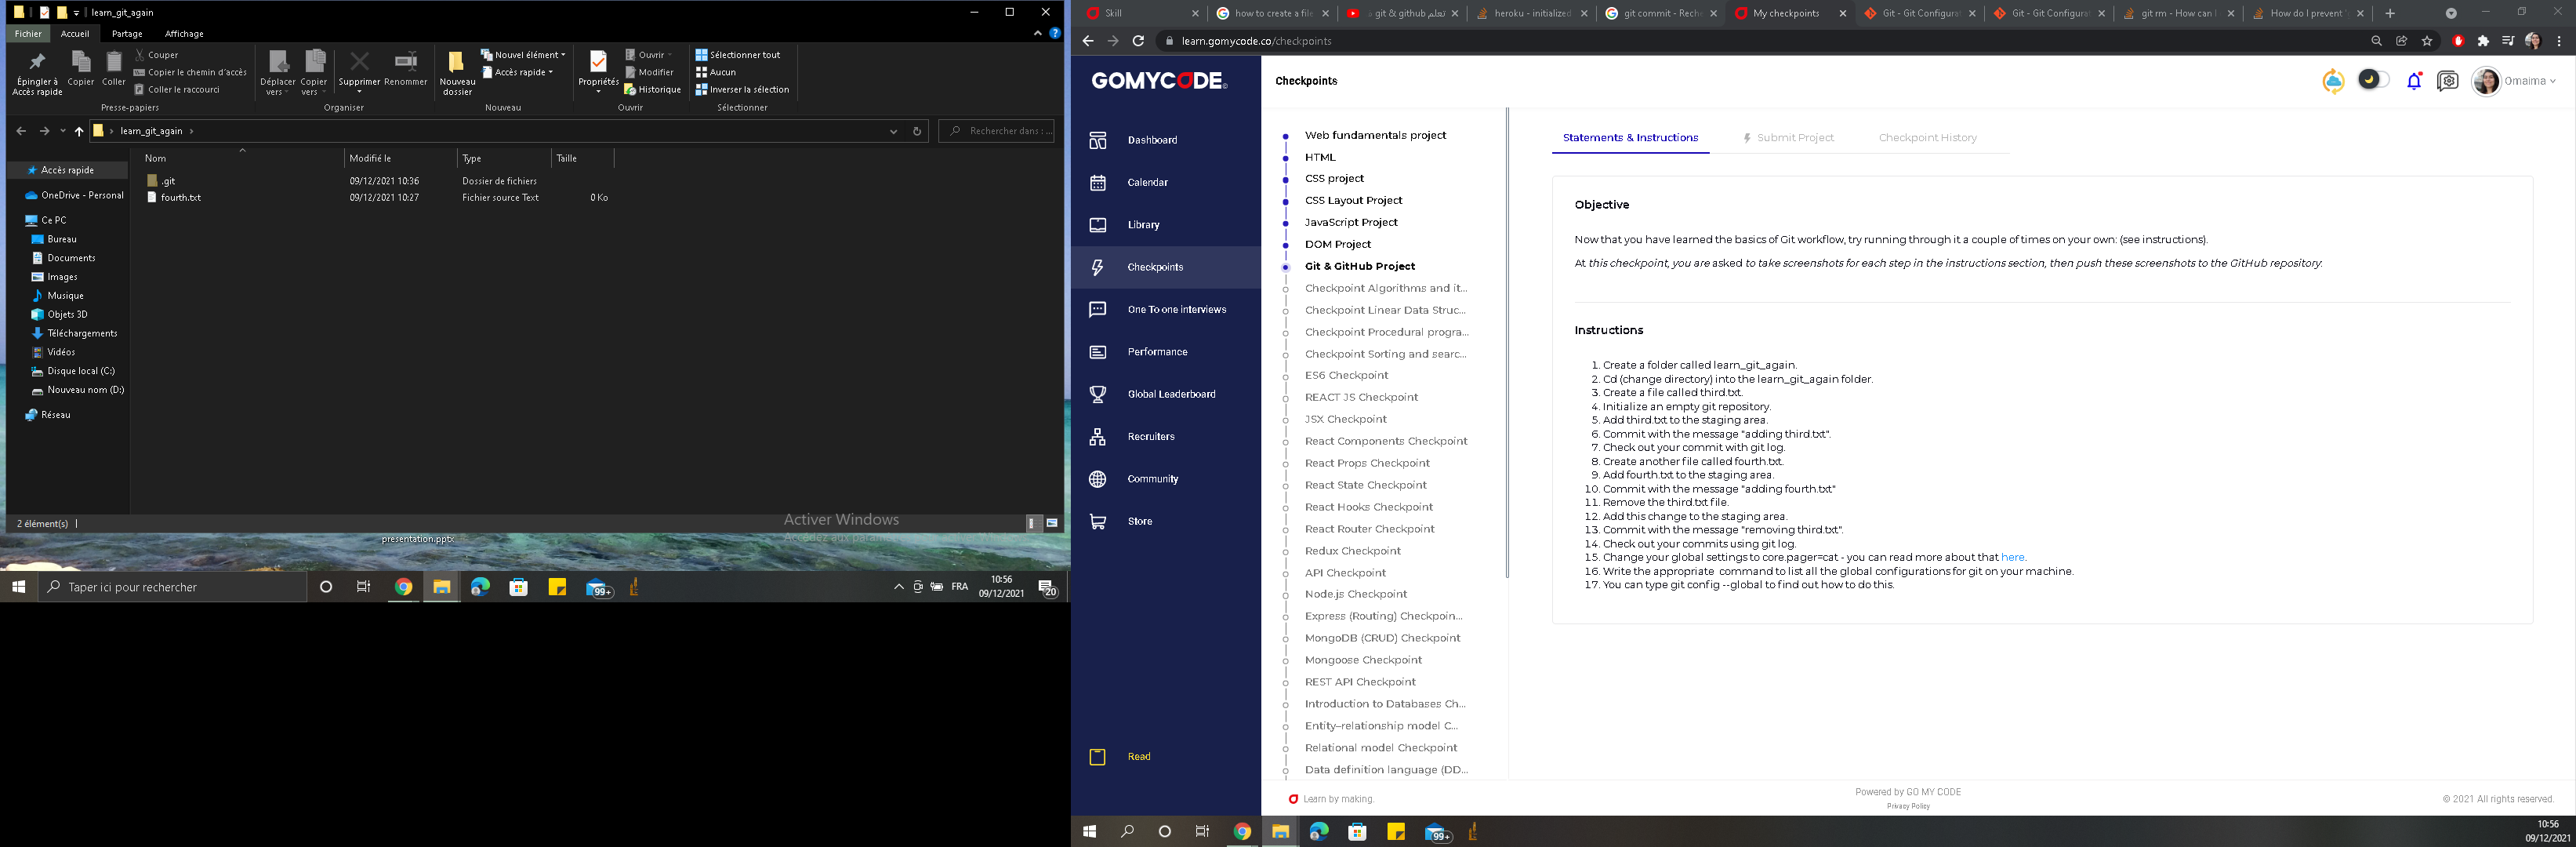 learn_git_again
Fichier Accueil Partage Affichage
Épingler à Accès rapide
Copier
Coller
Couper
Copier le chemin d'accès
Coller le raccourci
Presse-papiers
Déplacer vers
Copier vers
Supprimer
Renommer
Organiser
Nouveau dossier
Nouvel élément
Accès rapide
Nouveau
Propriétés
Ouvrir
Modifier
Historique
Ouvrir
Sélectionner tout
Aucun
Inverser la sélection
Sélectionner
learn_git_again
Rechercher dans : ...
Nom Modifié le Type Taille
.git 09/12/2021 10:36 Dossier de fichiers
fourth.txt 09/12/2021 10:27 Fichier source Text 0 Ko
Accès rapide
OneDrive - Personal
Ce PC
Bureau
Documents
Images
Musique
Objets 3D
Téléchargements
Vidéos
Disque local (C:)
Nouveau nom (D:)
Réseau
2 élément(s)
Activer Windows
presentation.pptx
Taper ici pour rechercher
99+
FRA
10:56
09/12/2021
20
Skill
how to create a file
a git & github تعلم
heroku - initialized
git commit - Rech
My checkpoints
Git - Git Configurat
Git - Git Configurat
git rm - How can I
How do I prevent
learn.gomycode.co/checkpoints
GOMYCODE
Dashboard
Calendar
Library
Checkpoints
One To one interviews
Performance
Global Leaderboard
Recruiters
Community
Store
Read
Checkpoints
Omaima
Web fundamentals project
HTML
CSS project
CSS Layout Project
JavaScript Project
DOM Project
Git & GitHub Project
Checkpoint Algorithms and it...
Checkpoint Linear Data Struc...
Checkpoint Procedural progra...
Checkpoint Sorting and searc...
ES6 Checkpoint
REACT JS Checkpoint
JSX Checkpoint
React Components Checkpoint
React Props Checkpoint
React State Checkpoint
React Hooks Checkpoint
React Router Checkpoint
Redux Checkpoint
API Checkpoint
Node.js Checkpoint
Express (Routing) Checkpoin...
MongoDB (CRUD) Checkpoint
Mongoose Checkpoint
REST API Checkpoint
Introduction to Databases Ch...
Entity–relationship model C...
Relational model Checkpoint
Data definition language (DD...
Statements & Instructions
Submit Project
Checkpoint History
Objective
Now that you have learned the basics of Git workflow, try running through it a couple of times on your own: (see instructions).
At this checkpoint, you are asked to take screenshots for each step in the instructions section, then push these screenshots to the GitHub repository.
Instructions
1. Create a folder called learn_git_again.
2. Cd (change directory) into the learn_git_again folder.
3. Create a file called third.txt.
4. Initialize an empty git repository.
5. Add third.txt to the staging area.
6. Commit with the message "adding third.txt".
7. Check out your commit with git log.
8. Create another file called fourth.txt.
9. Add fourth.txt to the staging area.
10. Commit with the message "adding fourth.txt"
11. Remove the third.txt file.
12. Add this change to the staging area.
13. Commit with the message "removing third.txt".
14. Check out your commits using git log.
15. Change your global settings to core.pager=cat - you can read more about that here.
16. Write the appropriate command to list all the global configurations for git on your machine.
17. You can type git config --global to find out how to do this.
Learn by making.
Powered by GO MY CODE
Privacy Policy
© 2021 All rights reserved.
99+
10:56
09/12/2021